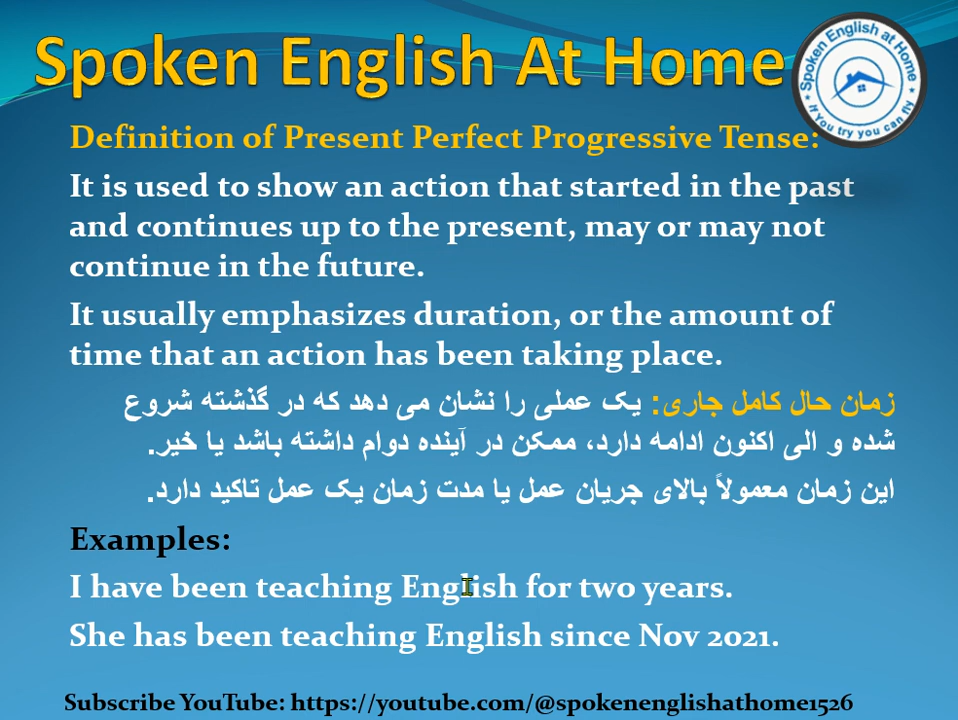 Spoken English At Home
Spoken English at Home
If You try you can fly
Definition of Present Perfect Progressive Tense:
It is used to show an action that started in the past
and continues up to the present, may or may not
continue in the future.
It usually emphasizes duration, or the amount of
time that an action has been taking place.
زمان حال کامل جاری: یک عملی را نشان می دهد که در گذشته شروع
شده و الی اکنون ادامه دارد، ممکن در آینده دوام داشته باشد یا خیر.
این زمان معمولاً بالای جریان عمل یا مدت زمان یک عمل تاکید دارد.
Examples:
I have been teaching English for two years.
She has been teaching English since Nov 2021.
Subscribe YouTube: https://youtube.com/@spokenenglishathome1526